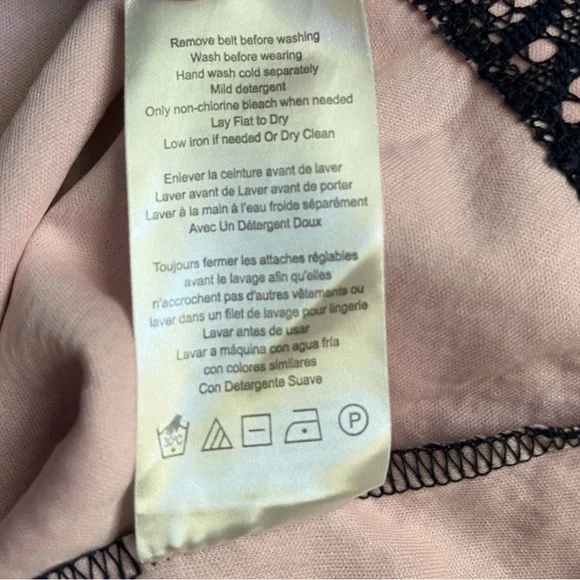 Remove belt before washing
Wash before wearing
Hand wash cold separately
Mild detergent
Only non-chlorine bleach when needed
Lay Flat to Dry
Low iron if needed Or Dry Clean
Enlever la ceinture avant de laver
Laver avant de Laver avant de porter
Laver à la main à l'eau froide séparément
Avec Un Détergent Doux
Toujours fermer les attaches réglables
avant le lavage afin qu'elles
n'accrochent pas d'autres vêtements ou
laver dans un filet de lavage pour lingerie
Lavar antes de usar
Lavar a máquina con agua fría
con colores similares
Con Detergente Suave
30°C
P